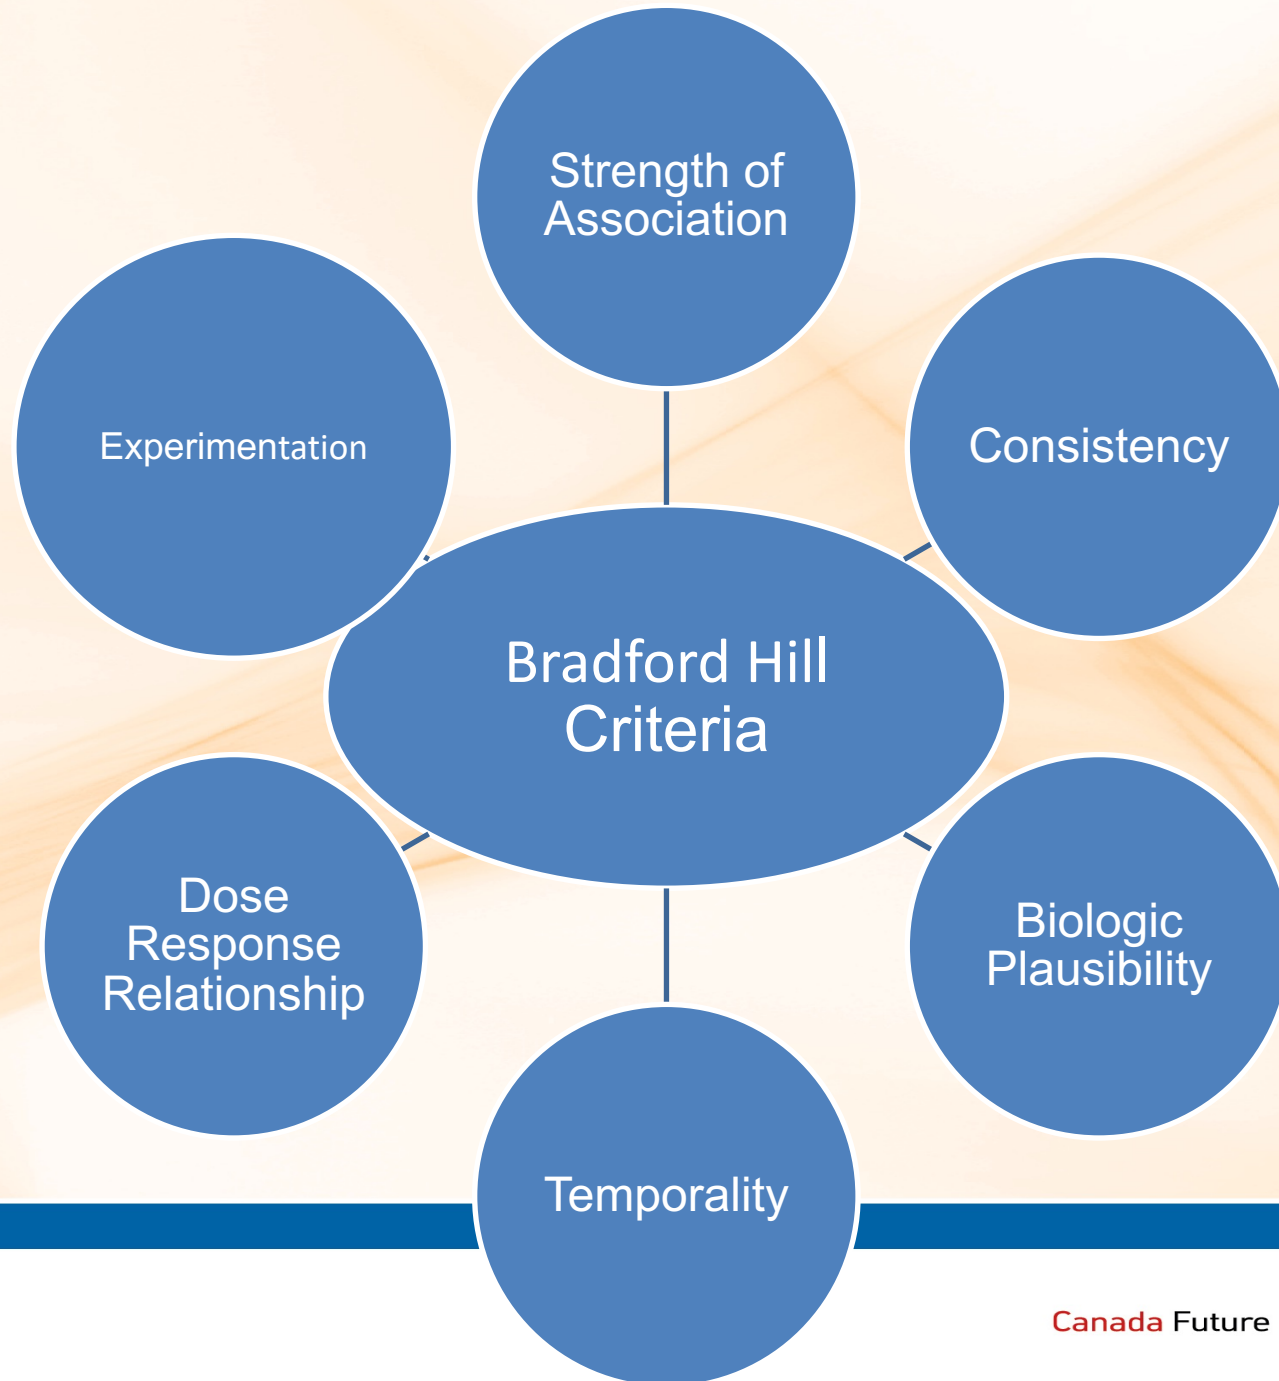 Strength of
Association
Experimentation
Consistency
Bradford Hill
Criteria
Dose
Response
Relationship
Biologic
Plausibility
Temporality
Canada Future